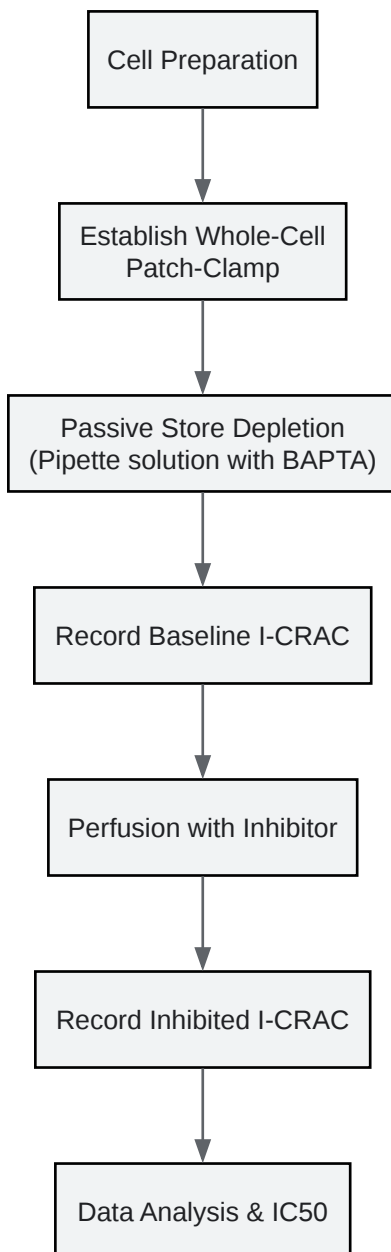 Cell Preparation
Establish Whole-Cell
Patch-Clamp
Passive Store Depletion
(Pipette solution with BAPTA)
Record Baseline I-CRAC
Perfusion with Inhibitor
Record Inhibited I-CRAC
Data Analysis & IC50